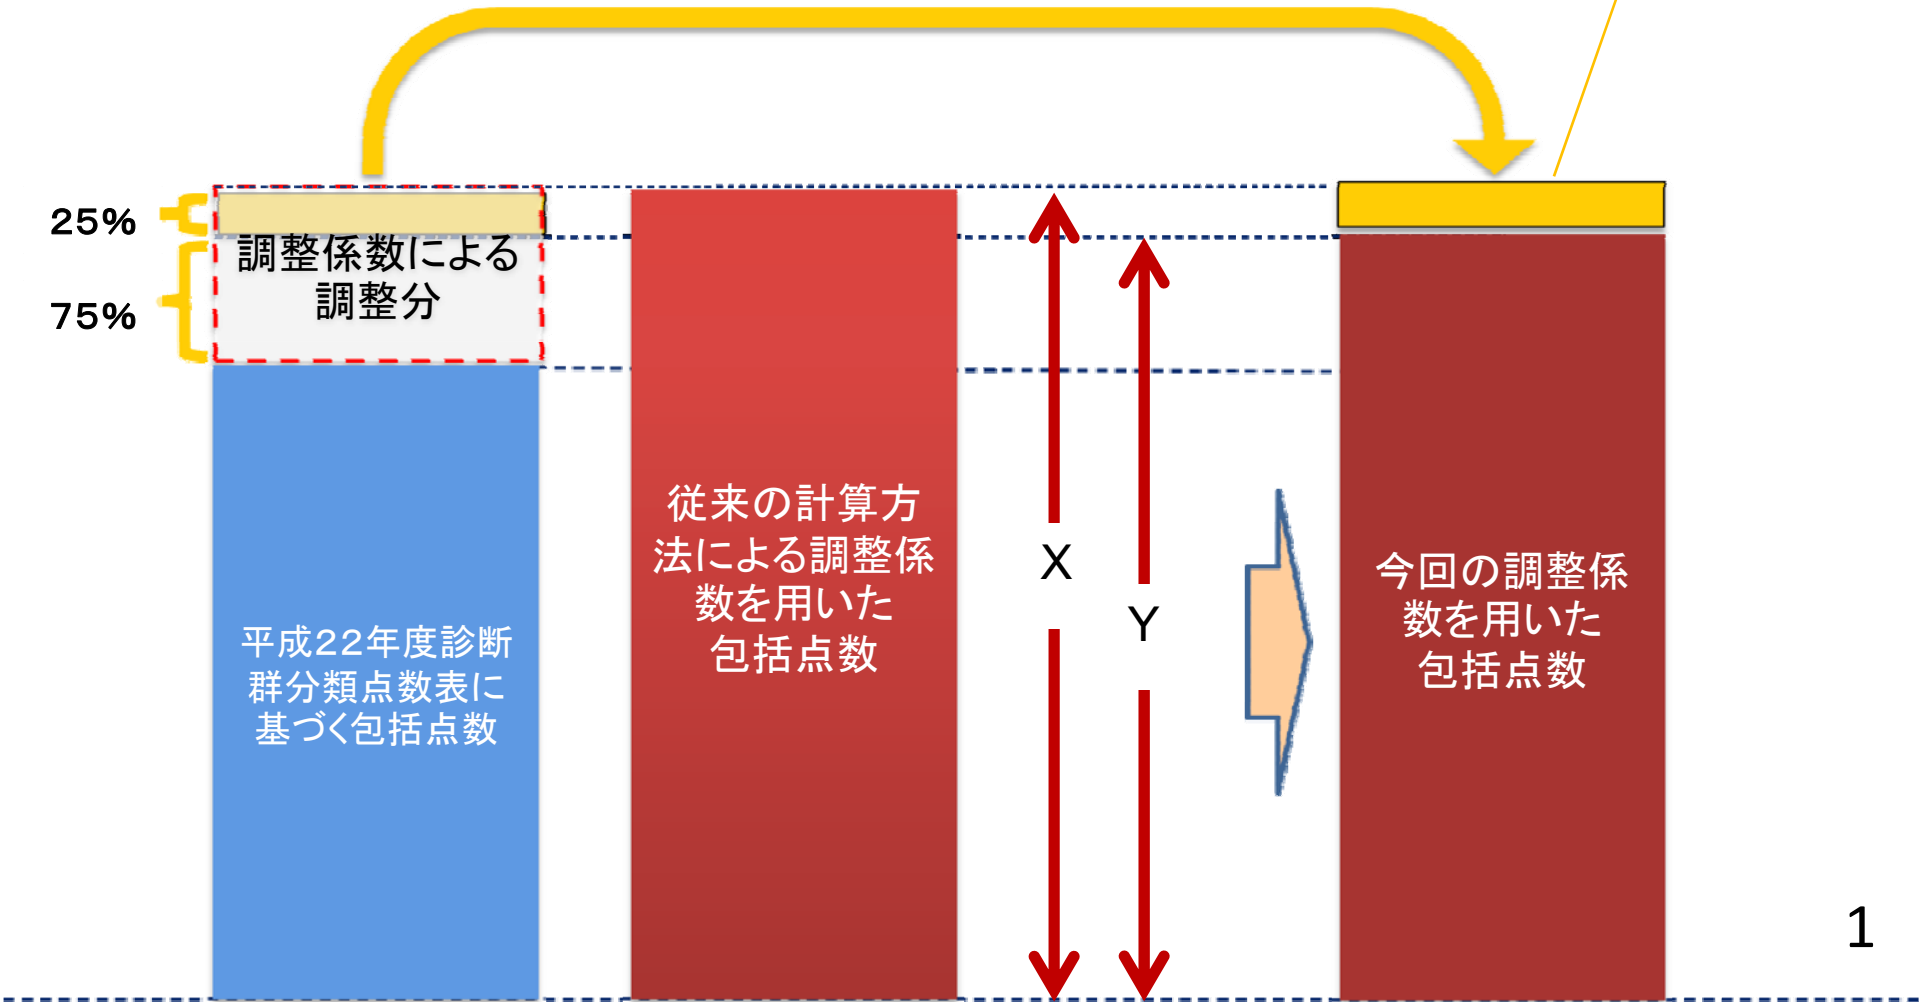 25%
75%
調整係数による
調整分
平成22年度診断
群分類点数表に
基づく包括点数
従来の計算方
法による調整係
数を用いた
包括点数
X
Y
今回の調整係
数を用いた
包括点数
1